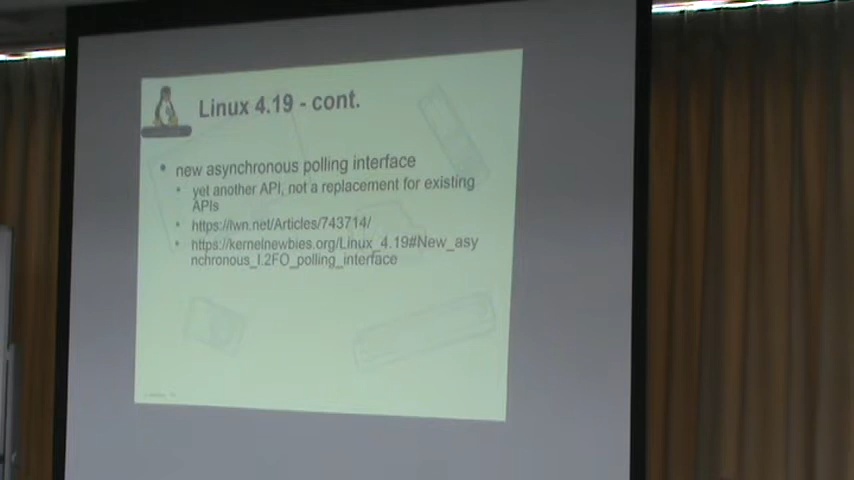 Linux 4.19 - cont.
• new asynchronous polling interface
• yet another API, not a replacement for existing
APIs
• https://lwn.net/Articles/743714/
• https://kernelnewbies.org/Linux_4.19#New_asy
nchronous_I.2FO_polling_interface